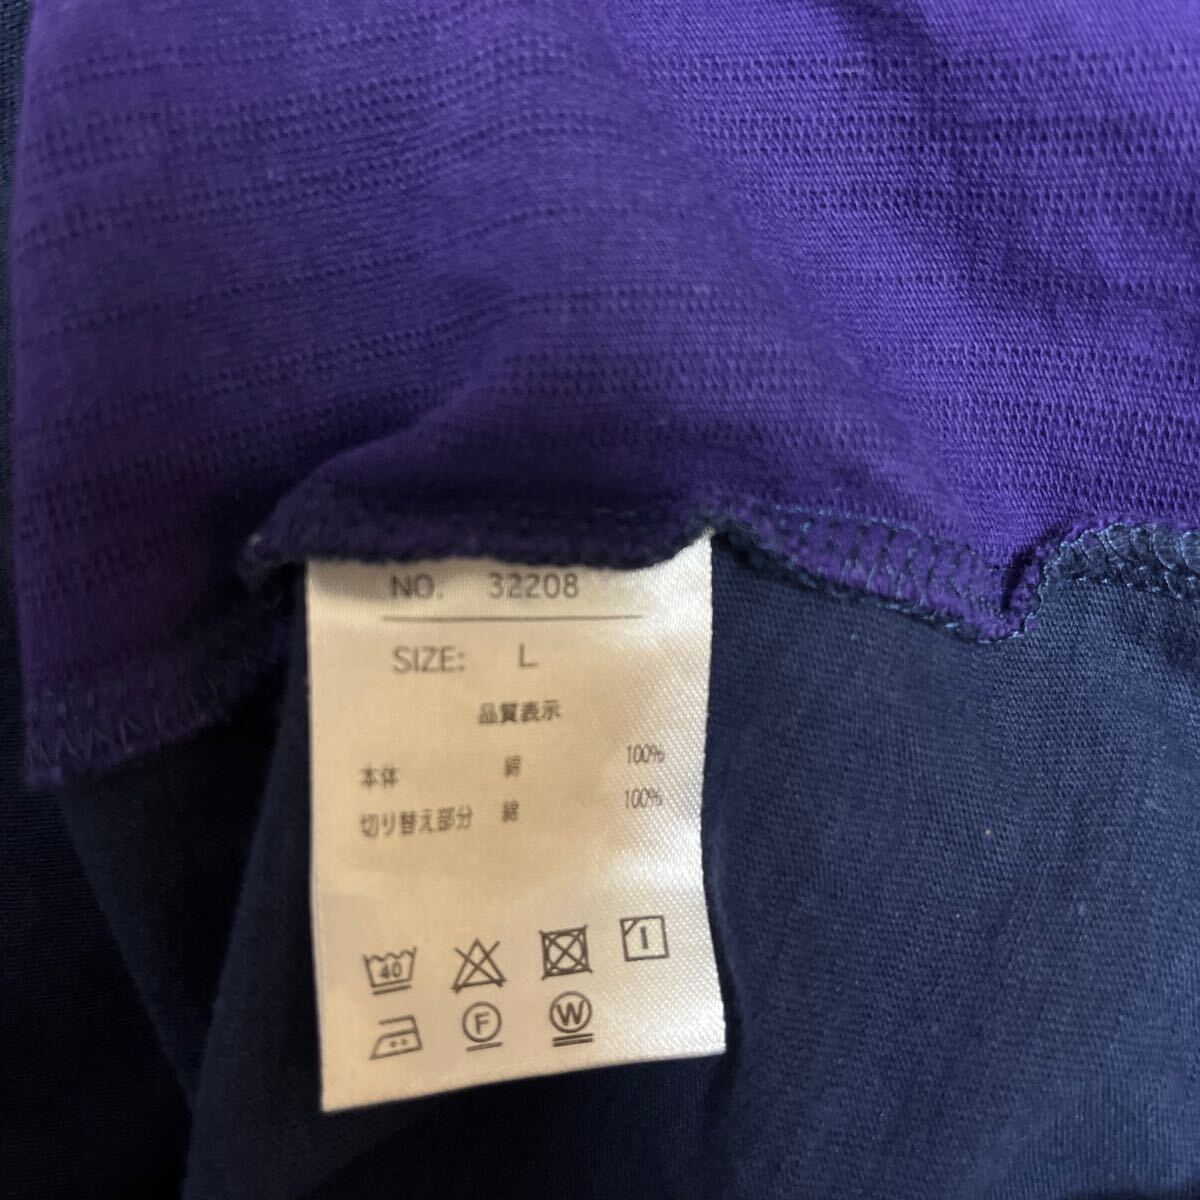 NO. 32208
SIZE: L
品質表示
本体 綿 100%
切り替え部分 綿 100%
40
F W